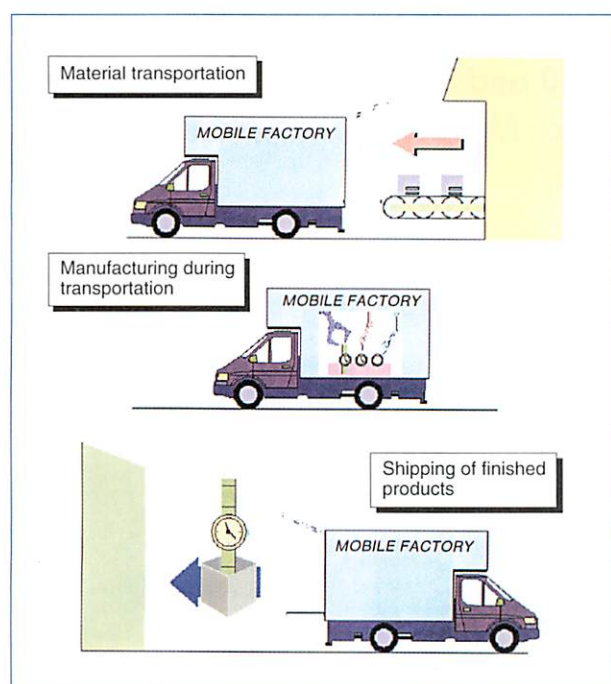 Material transportation
MOBILE FACTORY
Manufacturing during
transportation
MOBILE FACTORY
Shipping of finished
products
MOBILE FACTORY